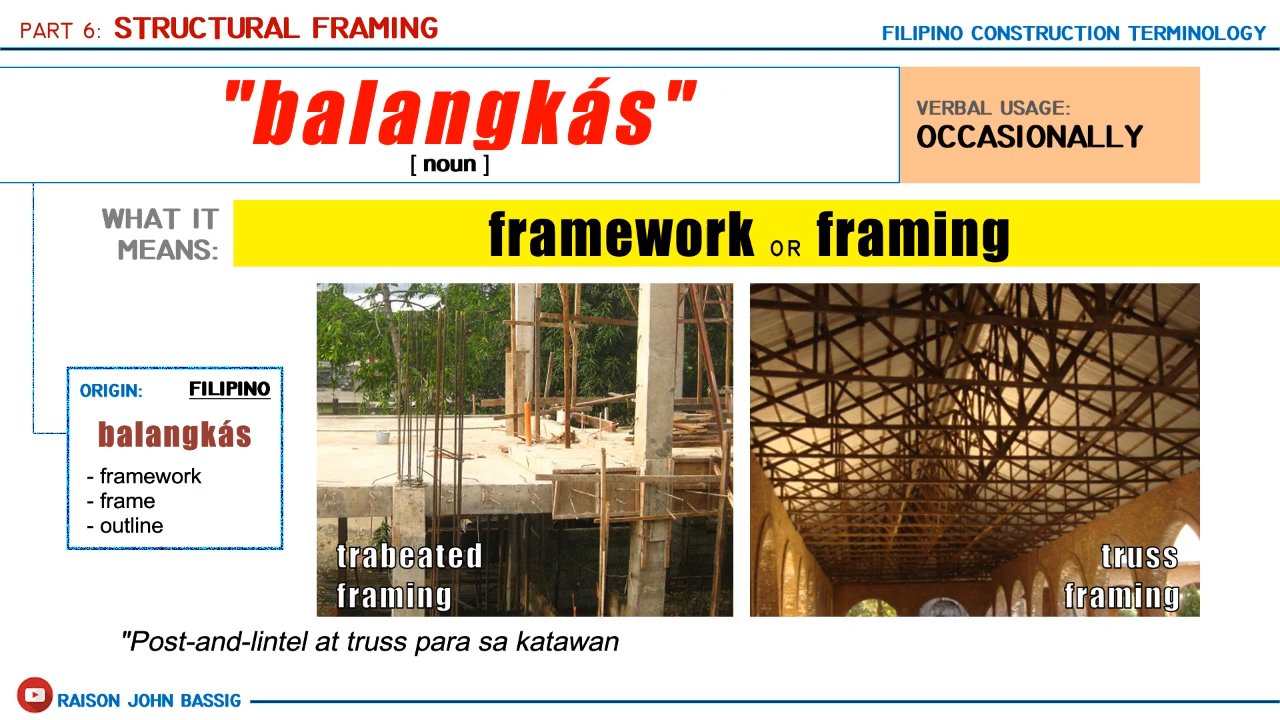 PART 6: STRUCTURAL FRAMING
FILIPINO CONSTRUCTION TERMINOLOGY
"balangkás"
[ noun ]
VERBAL USAGE:
OCCASIONALLY
WHAT IT
MEANS:
framework OR framing
ORIGIN: FILIPINO
balangkás
- framework
- frame
- outline
trabeated
framing
truss
framing
"Post-and-lintel at truss para sa katawan
RAISON JOHN BASSIG